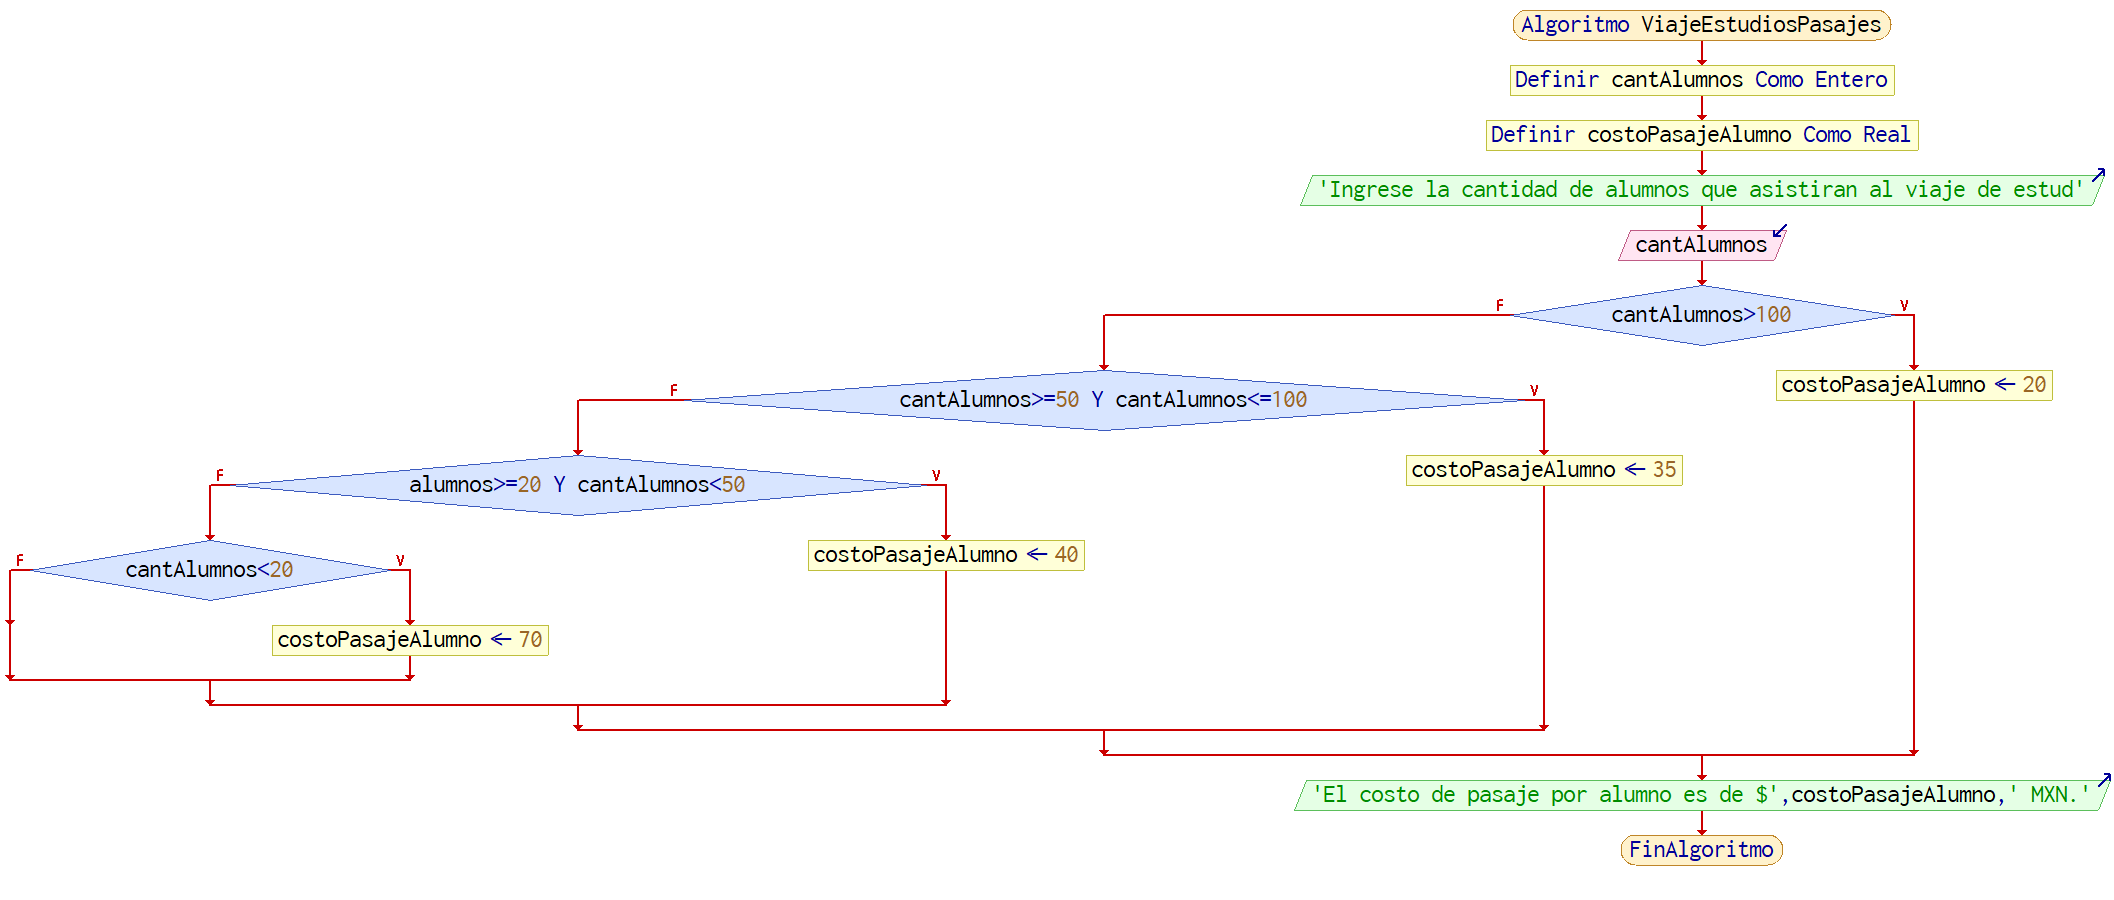 Algoritmo ViajeEstudiosPasajes
Definir cantAlumnos Como Entero
Definir costoPasajeAlumno Como Real
'Ingrese la cantidad de alumnos que asistiran al viaje de estud'
cantAlumnos
F
cantAlumnos>100
V
costoPasajeAlumno ← 20
F
cantAlumnos>=50 Y cantAlumnos<=100
V
costoPasajeAlumno ← 35
F
alumnos>=20 Y cantAlumnos<50
V
costoPasajeAlumno ← 40
F
cantAlumnos<20
V
costoPasajeAlumno ← 70
'El costo de pasaje por alumno es de $',costoPasajeAlumno,' MXN.'
FinAlgoritmo